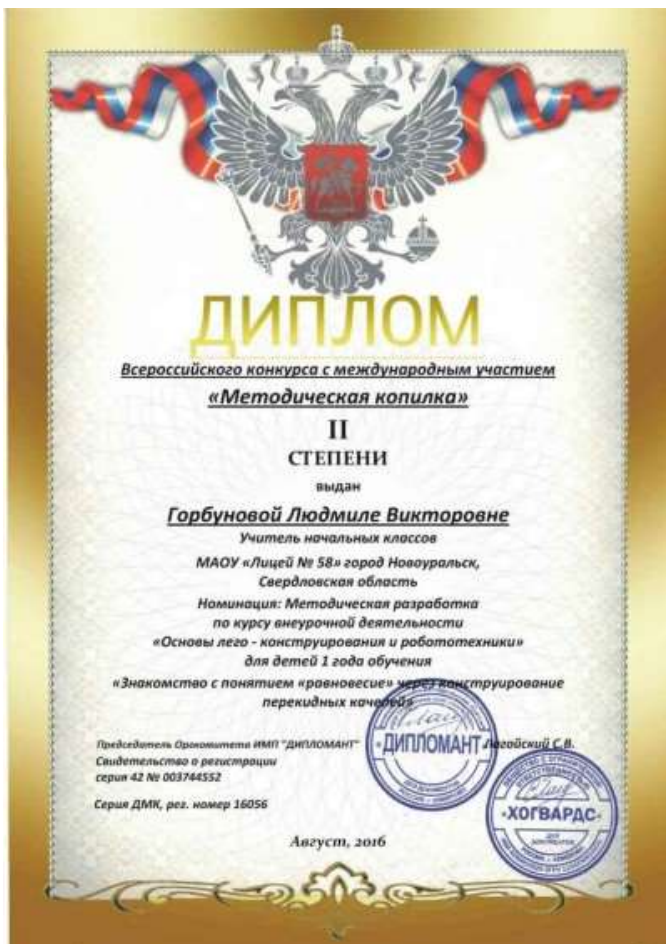 ДИПЛОМ
Всероссийского конкурса с международным участием
«Методическая копилка»
II
СТЕПЕНИ
выдан
Горбуновой Людмиле Викторовне
Учитель начальных классов
МАОУ «Лицей № 58» город Новоуральск,
Свердловская область
Номинация: Методическая разработка
по курсу внеурочной деятельности
«Основы лего - конструирования и робототехники»
для детей 1 года обучения
«Знакомство с понятием «равновесие» через конструирование
перекидных качелей»
Председатель Оргкомитета ИМП "ДИПЛОМАНТ" Лагойский С.В.
Свидетельство о регистрации
серия 42 № 003744552
Серия ДМК, рег. номер 16056
Август, 2016
•ДИПЛОМАНТ•
•ХОГВАРДС•
ДЛЯ
ДОКУМЕНТОВ